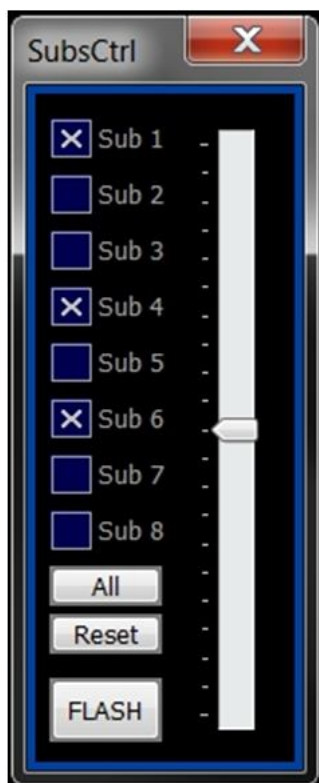 SubsCtrl
Sub 1
Sub 2
Sub 3
Sub 4
Sub 5
Sub 6
Sub 7
Sub 8
All
Reset
FLASH